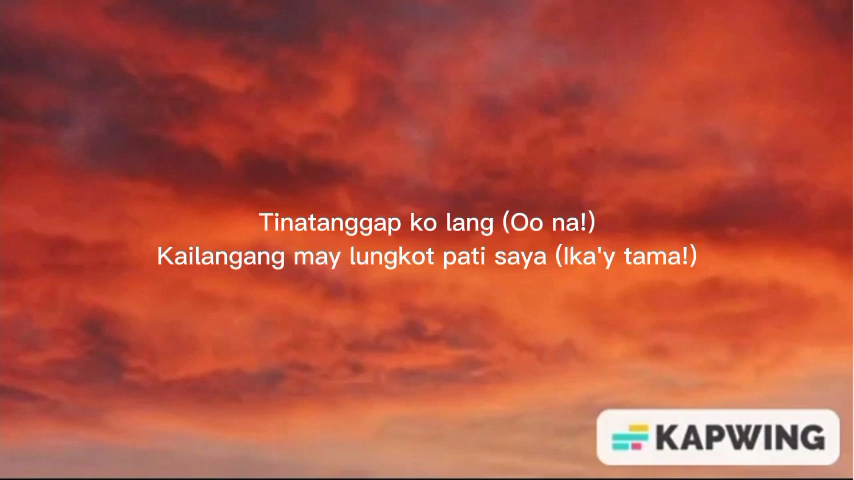 Tinatanggap ko lang (Oo na!)
Kailangang may lungkot pati saya (Ika'y tama!)
KAPWING